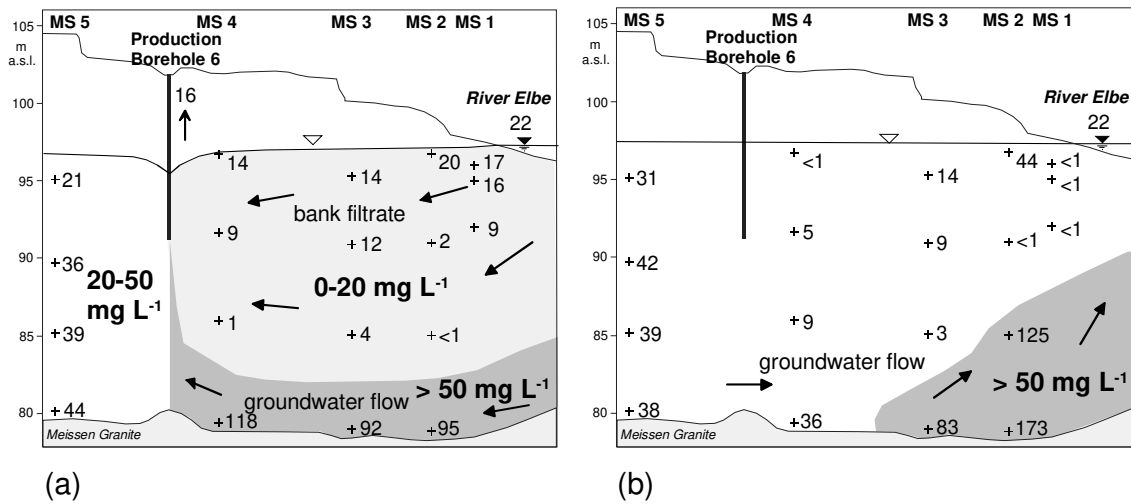 105
m
a.s.l.
100
95
90
85
80
MS 5
MS 4
MS 3
MS 2
MS 1
Production
Borehole 6
16
River Elbe
22
14
20
17
21
14
16
bank filtrate
9
12
2
9
36
20-50
mg L-1
0-20 mg L-1
1
4
<1
39
> 50 mg L-1
groundwater flow
44
118
92
95
Meissen Granite
(a)
105
m
a.s.l.
100
95
90
85
80
MS 5
MS 4
MS 3
MS 2
MS 1
Production
Borehole 6
River Elbe
22
<1
44
<1
31
14
<1
5
9
<1
<1
42
9
3
125
39
groundwater flow
> 50 mg L-1
38
36
83
173
Meissen Granite
(b)